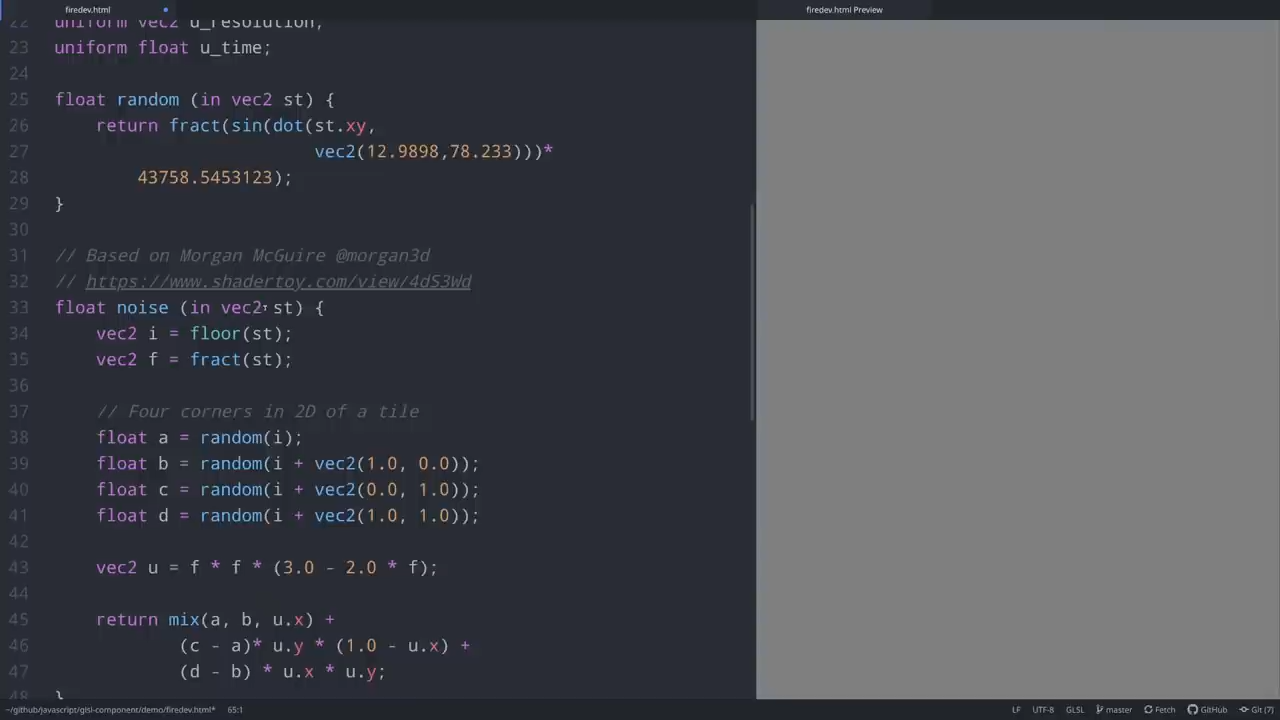 firedev.html
firedev.html Preview
22 uniform vec2 u_resolution;
23 uniform float u_time;
24
25 float random (in vec2 st) {
26 return fract(sin(dot(st.xy,
27 vec2(12.9898,78.233)))*
28 43758.5453123);
29 }
30
31 // Based on Morgan McGuire @morgan3d
32 // https://www.shadertoy.com/view/4dS3Wd
33 float noise (in vec2 st) {
34 vec2 i = floor(st);
35 vec2 f = fract(st);
36
37 // Four corners in 2D of a tile
38 float a = random(i);
39 float b = random(i + vec2(1.0, 0.0));
40 float c = random(i + vec2(0.0, 1.0));
41 float d = random(i + vec2(1.0, 1.0));
42
43 vec2 u = f * f * (3.0 - 2.0 * f);
44
45 return mix(a, b, u.x) +
46 (c - a)* u.y * (1.0 - u.x) +
47 (d - b) * u.x * u.y;
48 }
~/github/javascript/glsl-component/demo/firedev.html* 65:1 LF UTF-8 GLSL master Fetch GitHub Git (7)